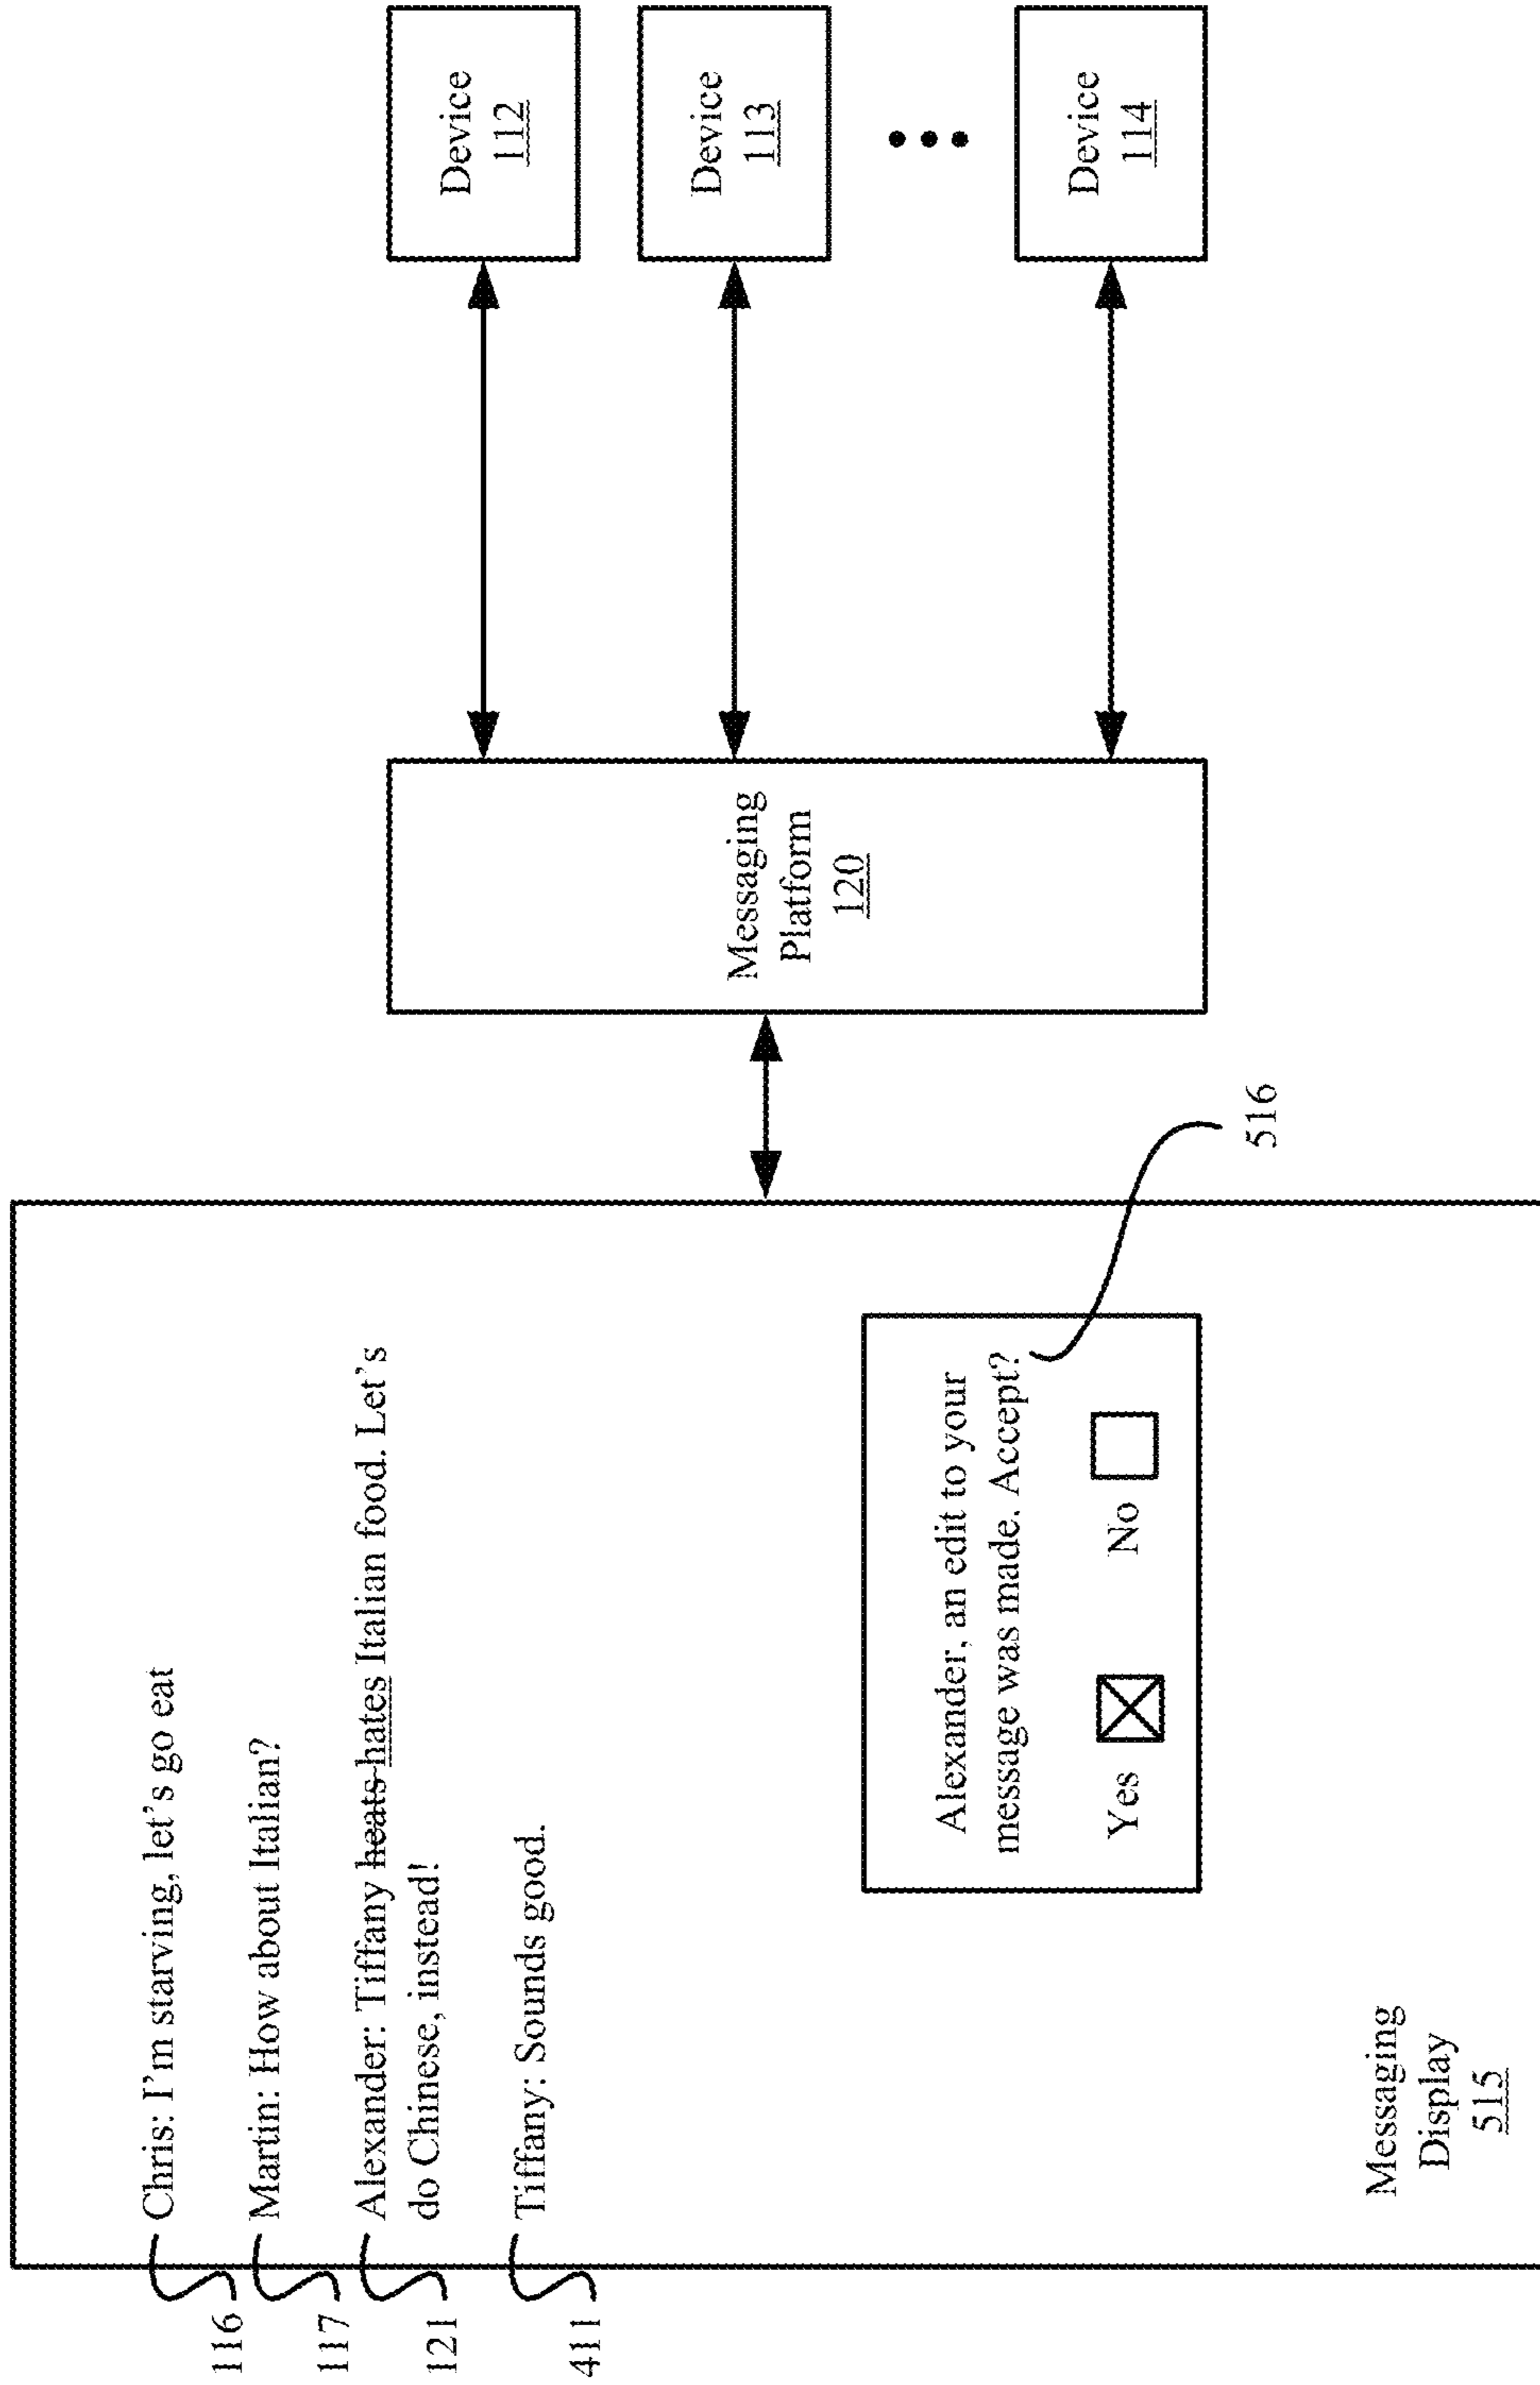 116
Chris: I'm starving, let's go eat
117
Martin: How about Italian?
121
Alexander: Tiffany heats hates Italian food. Let's
do Chinese, instead!
411
Tiffany: Sounds good.
Alexander, an edit to your
message was made. Accept?
Yes No
516
Messaging
Display
515
Messaging
Platform
120
Device
112
Device
113
Device
114